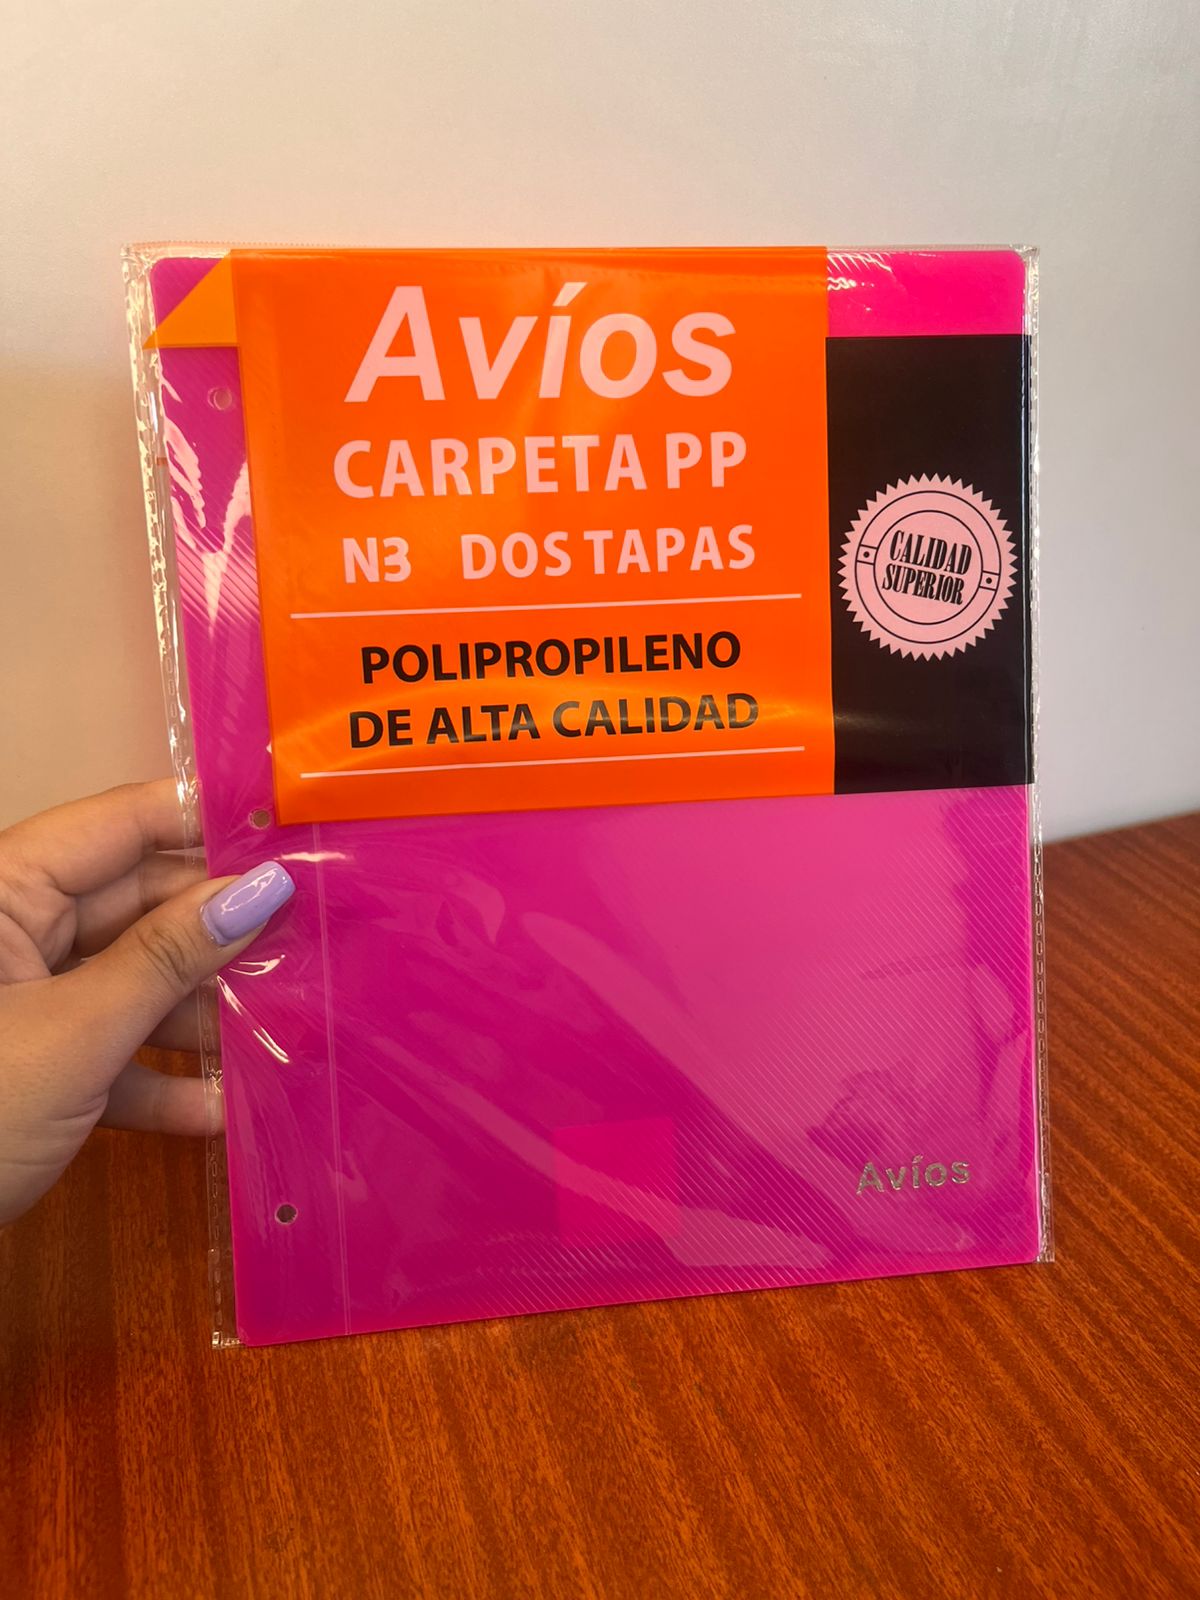 Avíos
CARPETA PP
N3 DOS TAPAS
POLIPROPILENO
DE ALTA CALIDAD
CALIDAD
SUPERIOR
Avíos